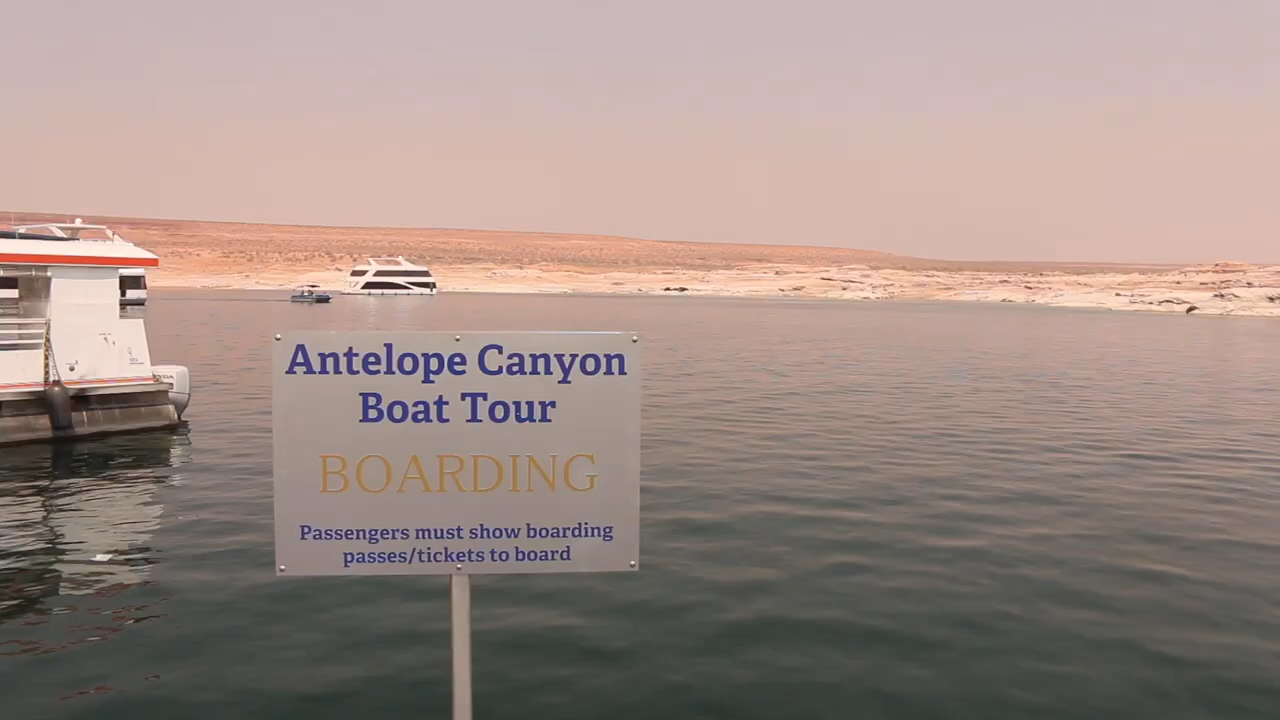 Antelope Canyon
Boat Tour
BOARDING
Passengers must show boarding
passes/tickets to board